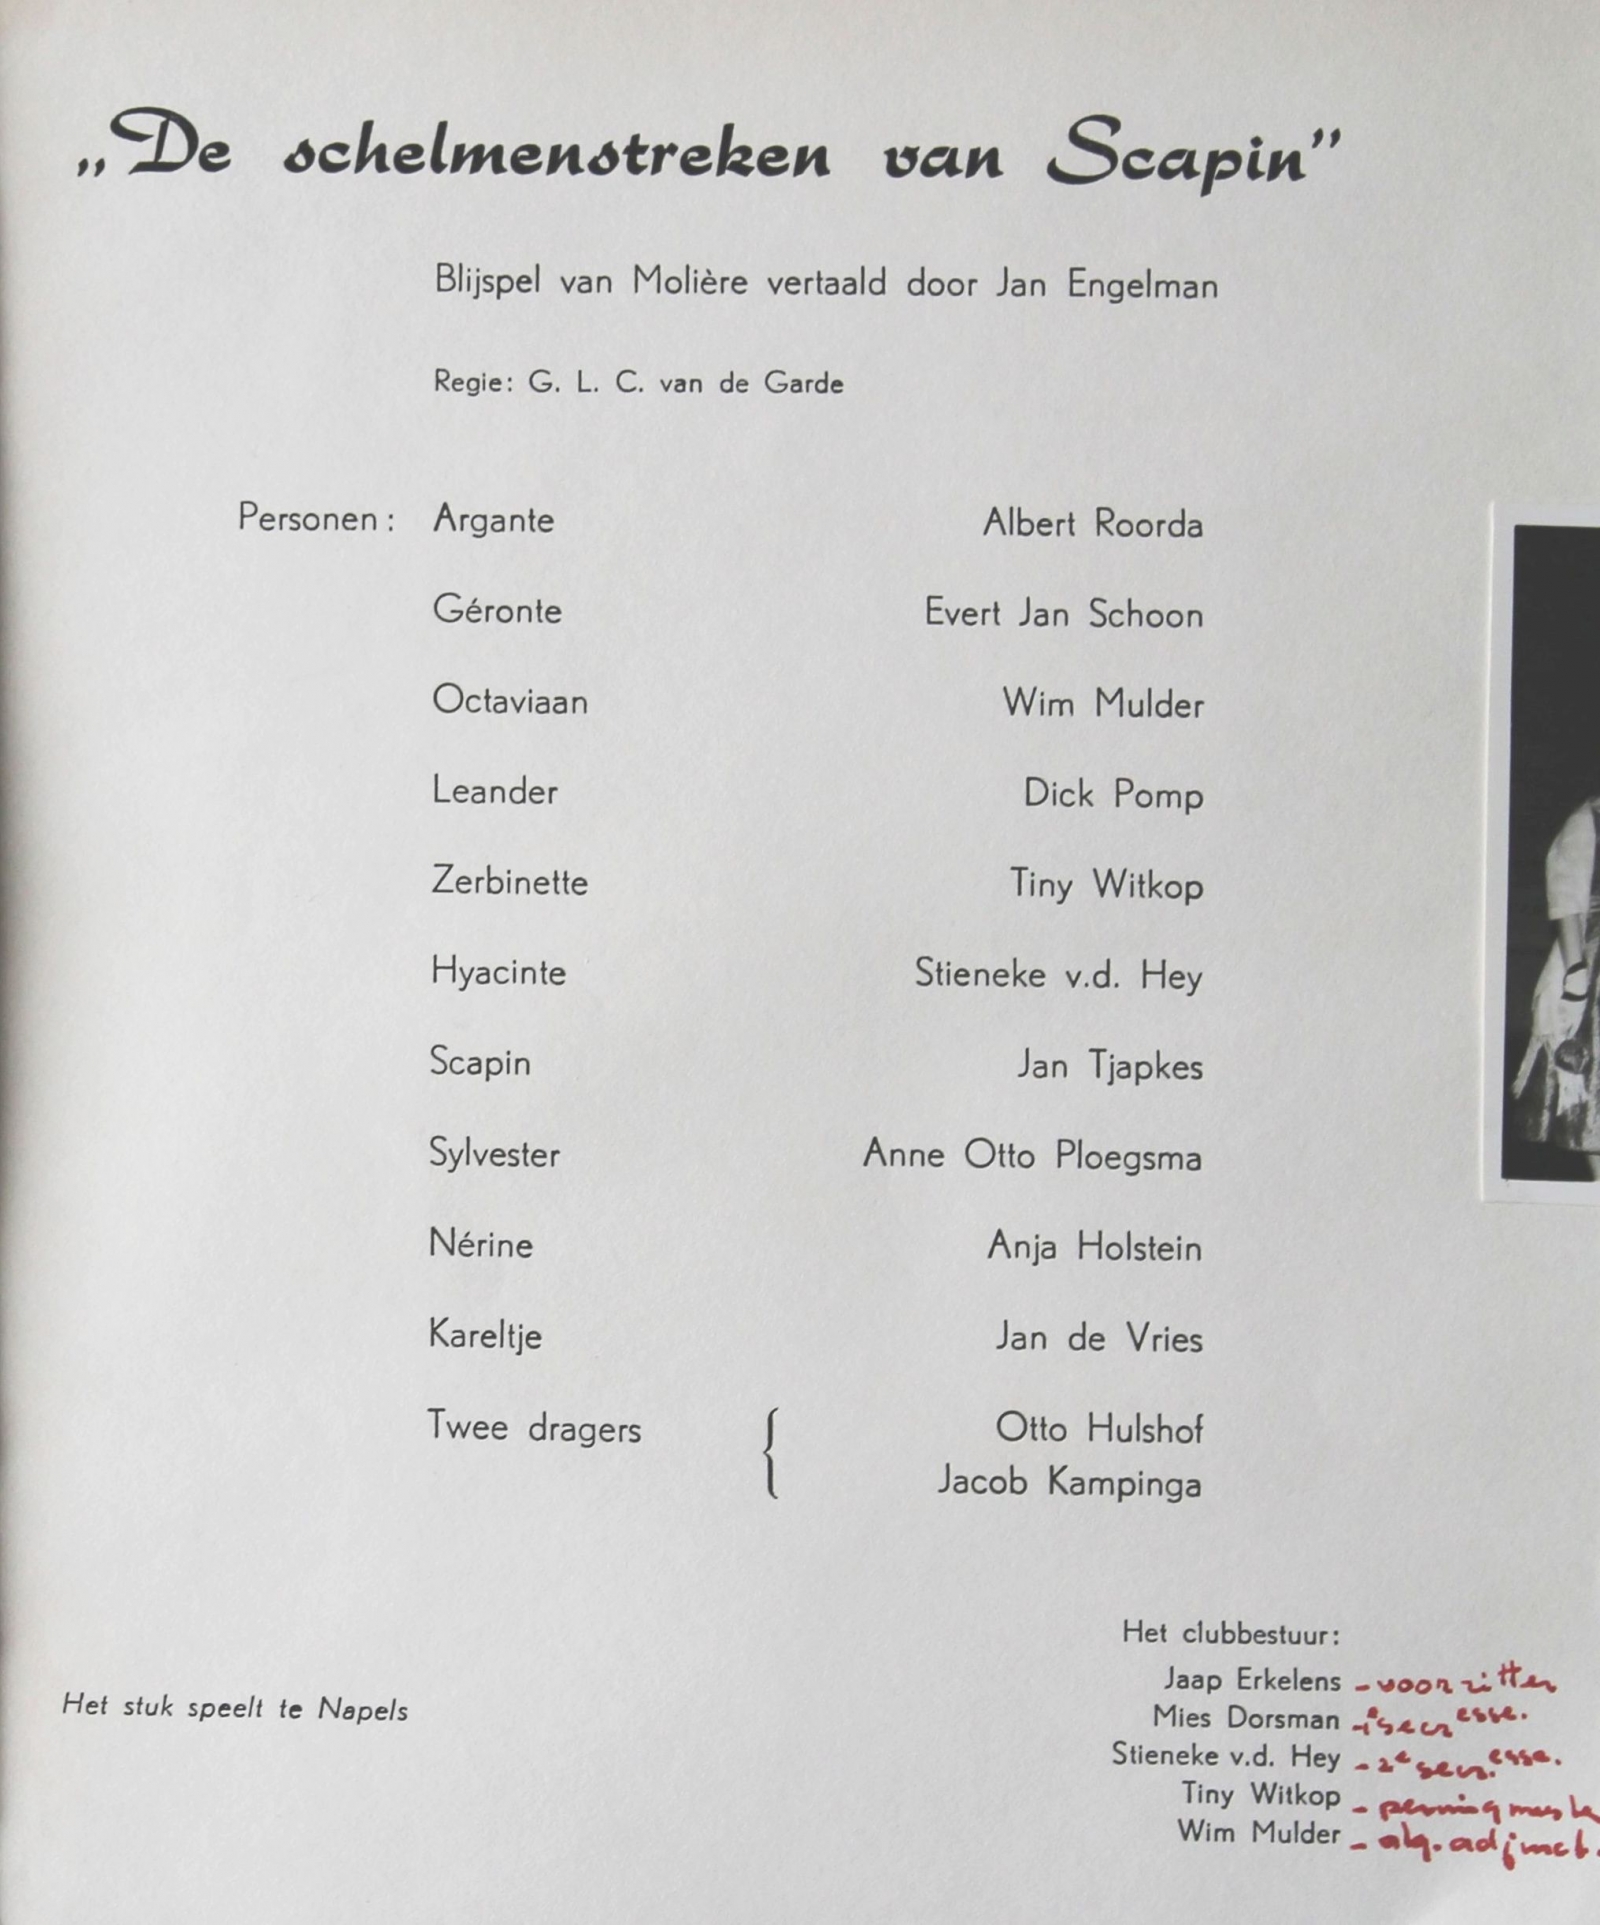 „De schelmenstreken van Scapin”
Blijspel van Molière vertaald door Jan Engelman
Regie: G. L. C. van de Garde
Personen: Argante Albert Roorda
Géronte Evert Jan Schoon
Octaviaan Wim Mulder
Leander Dick Pomp
Zerbinette Tiny Witkop
Hyacinte Stieneke v.d. Hey
Scapin Jan Tjapkes
Sylvester Anne Otto Ploegsma
Nérine Anja Holstein
Kareltje Jan de Vries
Twee dragers { Otto Hulshof
Jacob Kampinga
Het stuk speelt te Napels
Het clubbestuur:
Jaap Erkelens - voorzitter
Mies Dorsman - 1e secresse.
Stieneke v.d. Hey - 2e secr.esse.
Tiny Witkop -
Wim Mulder - alg. adjunct.